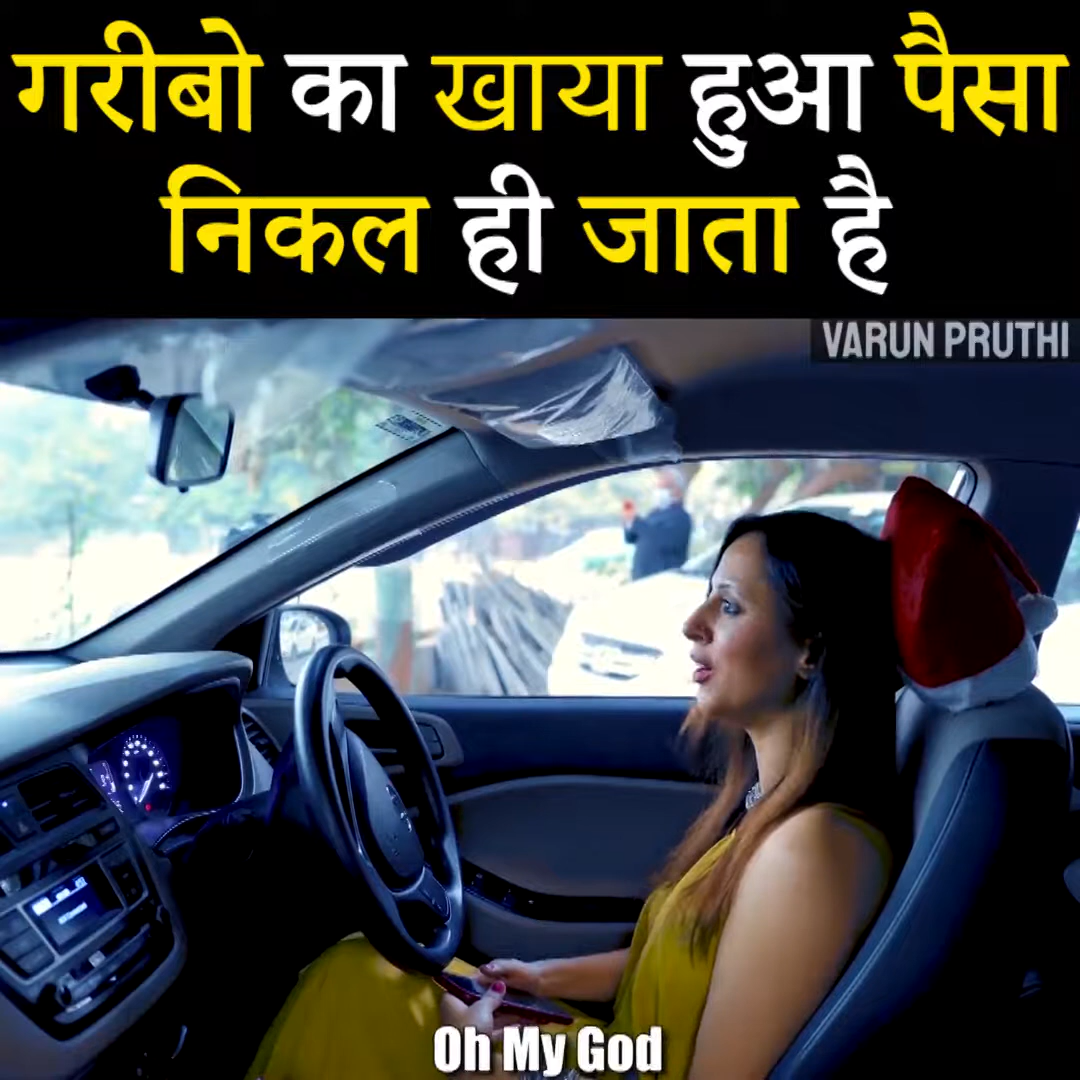 गरीबो का खाया हुआ पैसा
निकल ही जाता है
VARUN PRUTHI
Oh My God